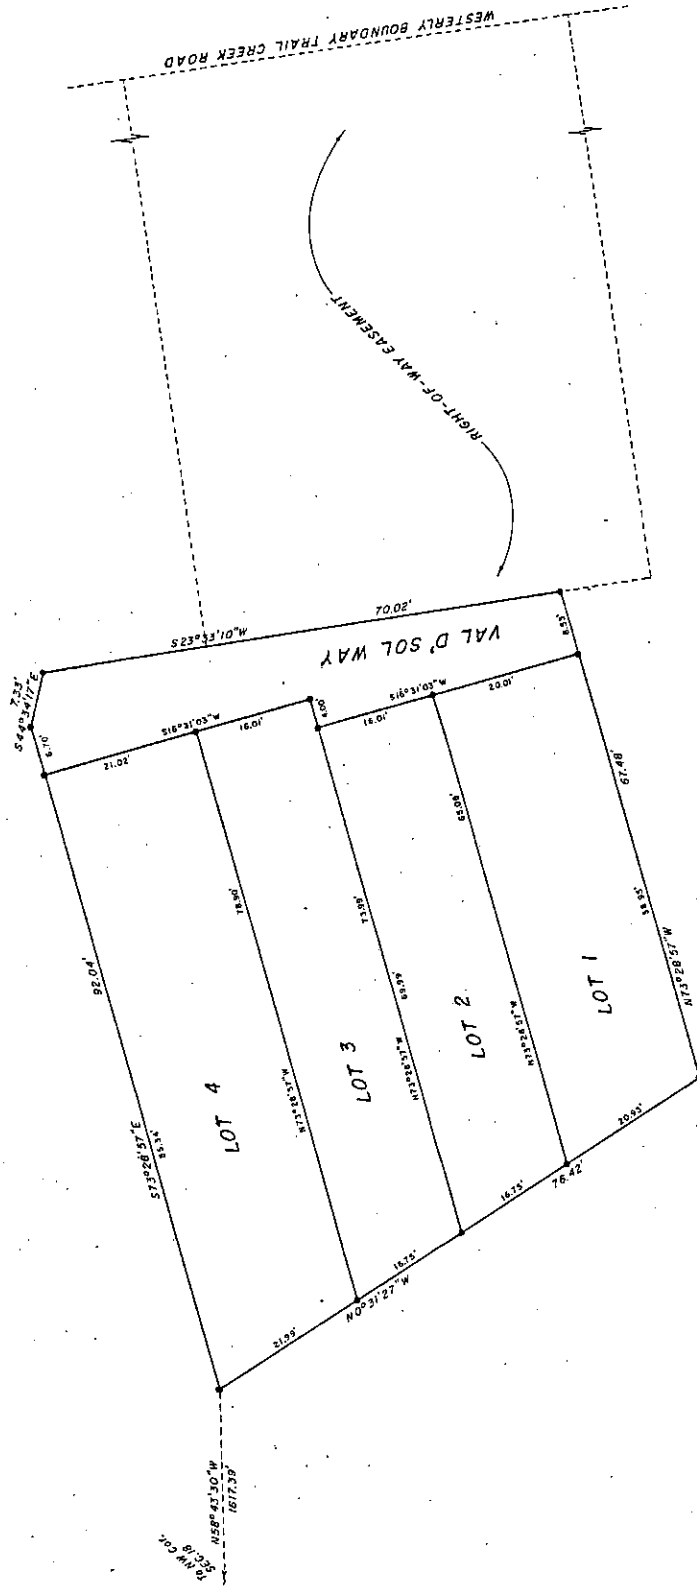 WESTERLY BOUNDARY TRAIL CREEK ROAD
RIGHT-OF-WAY EASEMENT
7.33'
S44°34'17"E
6.70'
S23°53'10"W
70.02'
VAL D' SOL WAY
8.53'
21.02'
S16°31'03"W
16.01'
4.00'
S16°31'03"W
16.01'
20.01'
92.04'
S73°28'57"E
85.34'
LOT 4
78.90'
N73°28'57"W
LOT 3
73.99'
69.99'
N73°28'57"W
LOT 2
65.08'
N73°28'57"W
LOT 1
67.48'
58.95'
N73°28'57"W
21.99'
16.75'
N0°31'27"W
16.75'
76.42'
20.93'
N58°43'30"W
1617.39'
To NW Cor.
SEC. 18